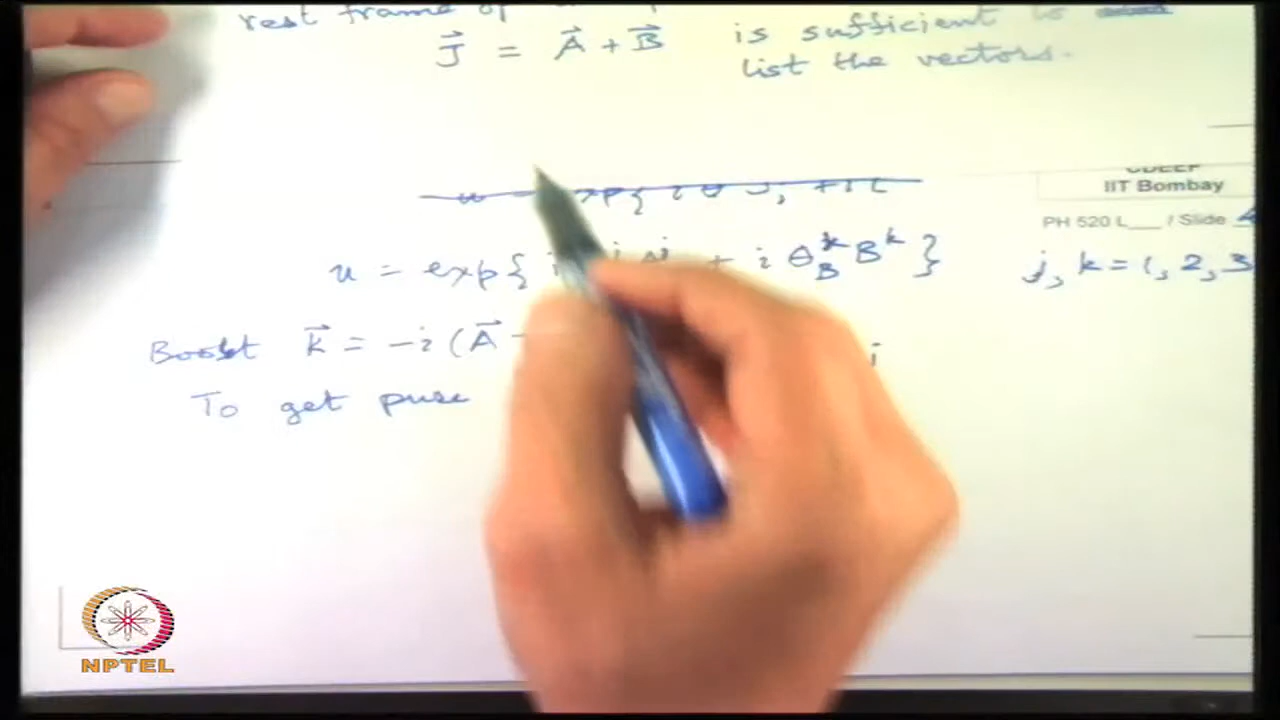 rest frame of
J⃗ = A⃗ + B⃗ is sufficient to
list the vectors.
IIT Bombay
PH 520 L___ / Slide 4
u = exp{ i + i θ_B^k B^k } j, k = 1, 2, 3
Boost K⃗ = -i (A⃗ -
To get pure
NPTEL